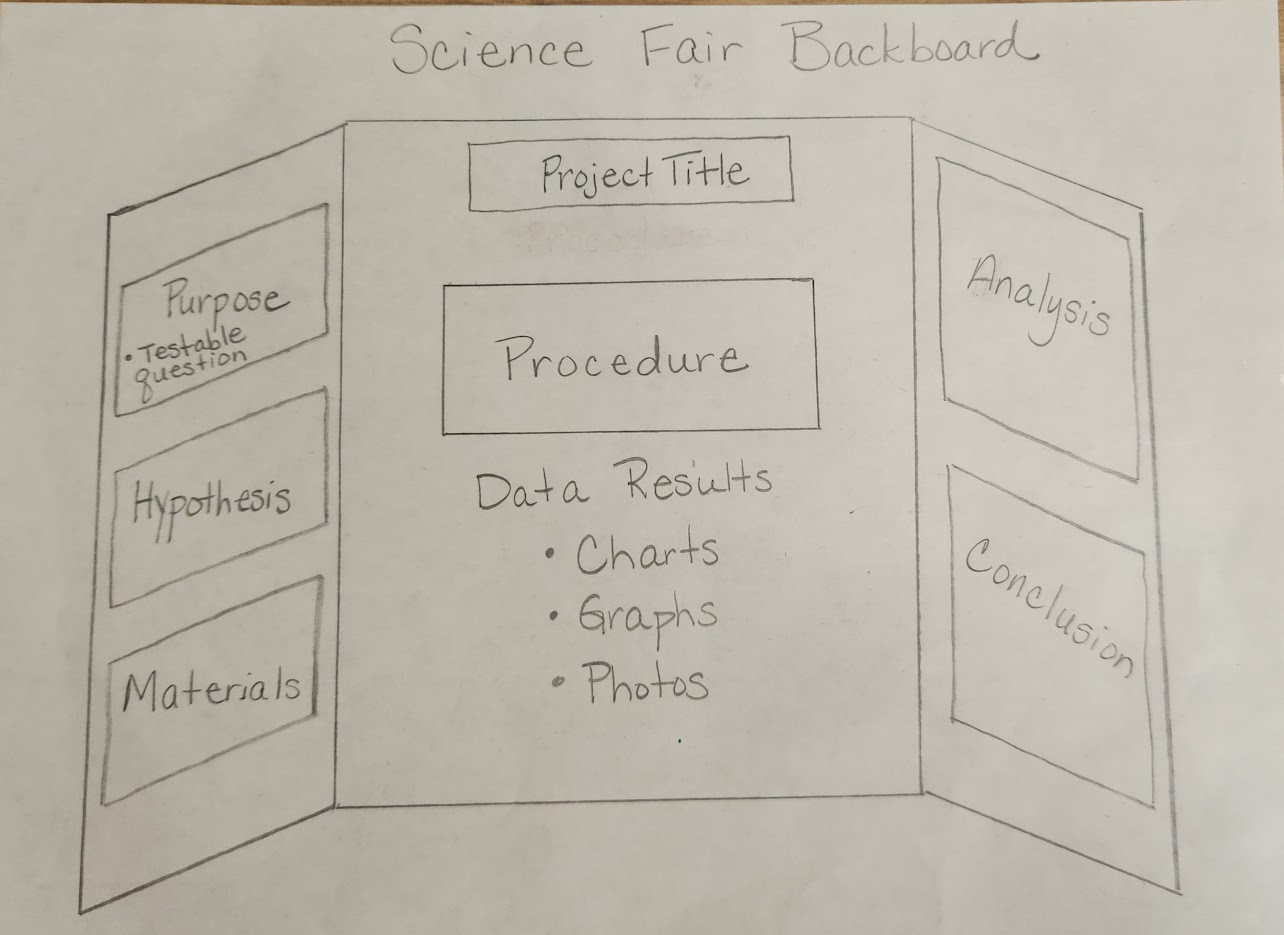 Science Fair Backboard
Project Title
Purpose
• Testable
question
Hypothesis
Materials
Procedure
Data Results
• Charts
• Graphs
• Photos
Analysis
Conclusion